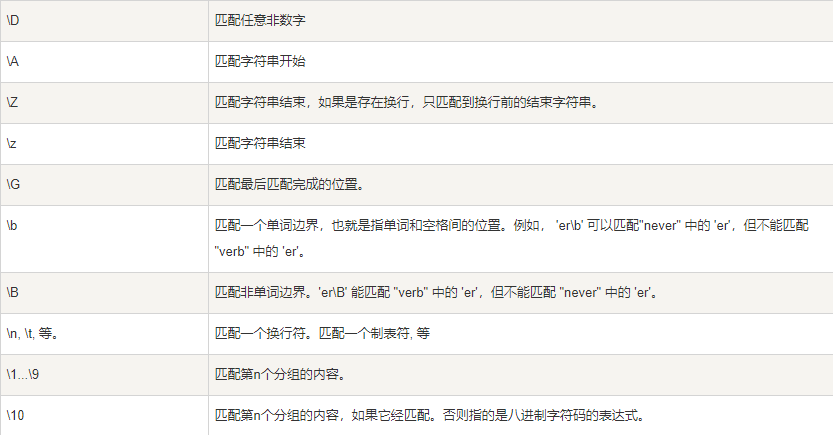 \D 匹配任意非数字
\A 匹配字符串开始
\Z 匹配字符串结束，如果是存在换行，只匹配到换行前的结束字符串。
\z 匹配字符串结束
\G 匹配最后匹配完成的位置。
\b 匹配一个单词边界，也就是指单词和空格间的位置。例如， 'er\b' 可以匹配"never" 中的 'er'，但不能匹配
"verb" 中的 'er'。
\B 匹配非单词边界。'er\B' 能匹配 "verb" 中的 'er'，但不能匹配 "never" 中的 'er'。
\n, \t, 等。 匹配一个换行符。匹配一个制表符, 等
\1...\9 匹配第n个分组的内容。
\10 匹配第n个分组的内容，如果它经匹配。否则指的是八进制字符码的表达式。